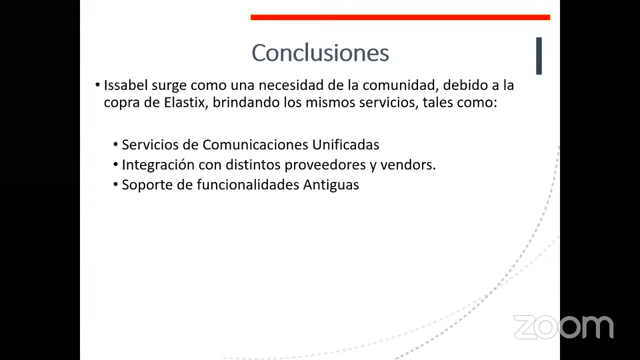 Conclusiones
• Issabel surge como una necesidad de la comunidad, debido a la
copra de Elastix, brindando los mismos servicios, tales como:
• Servicios de Comunicaciones Unificadas
• Integración con distintos proveedores y vendors.
• Soporte de funcionalidades Antiguas
zoom